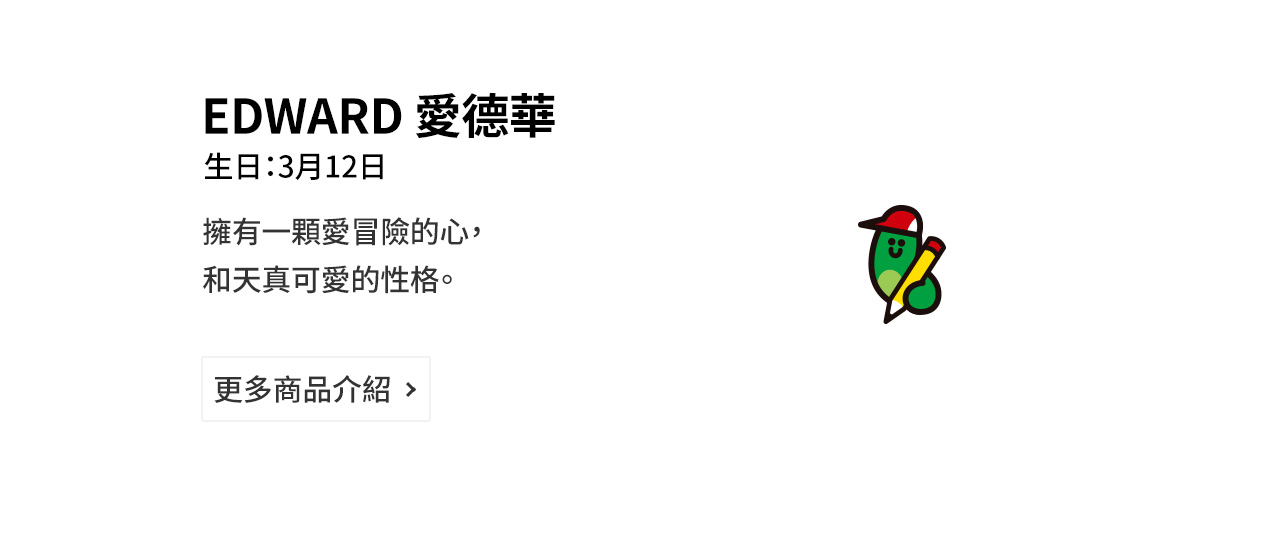 EDWARD 愛德華
生日：3月12日
擁有一顆愛冒險的心，
和天真可愛的性格。
更多商品介紹 >